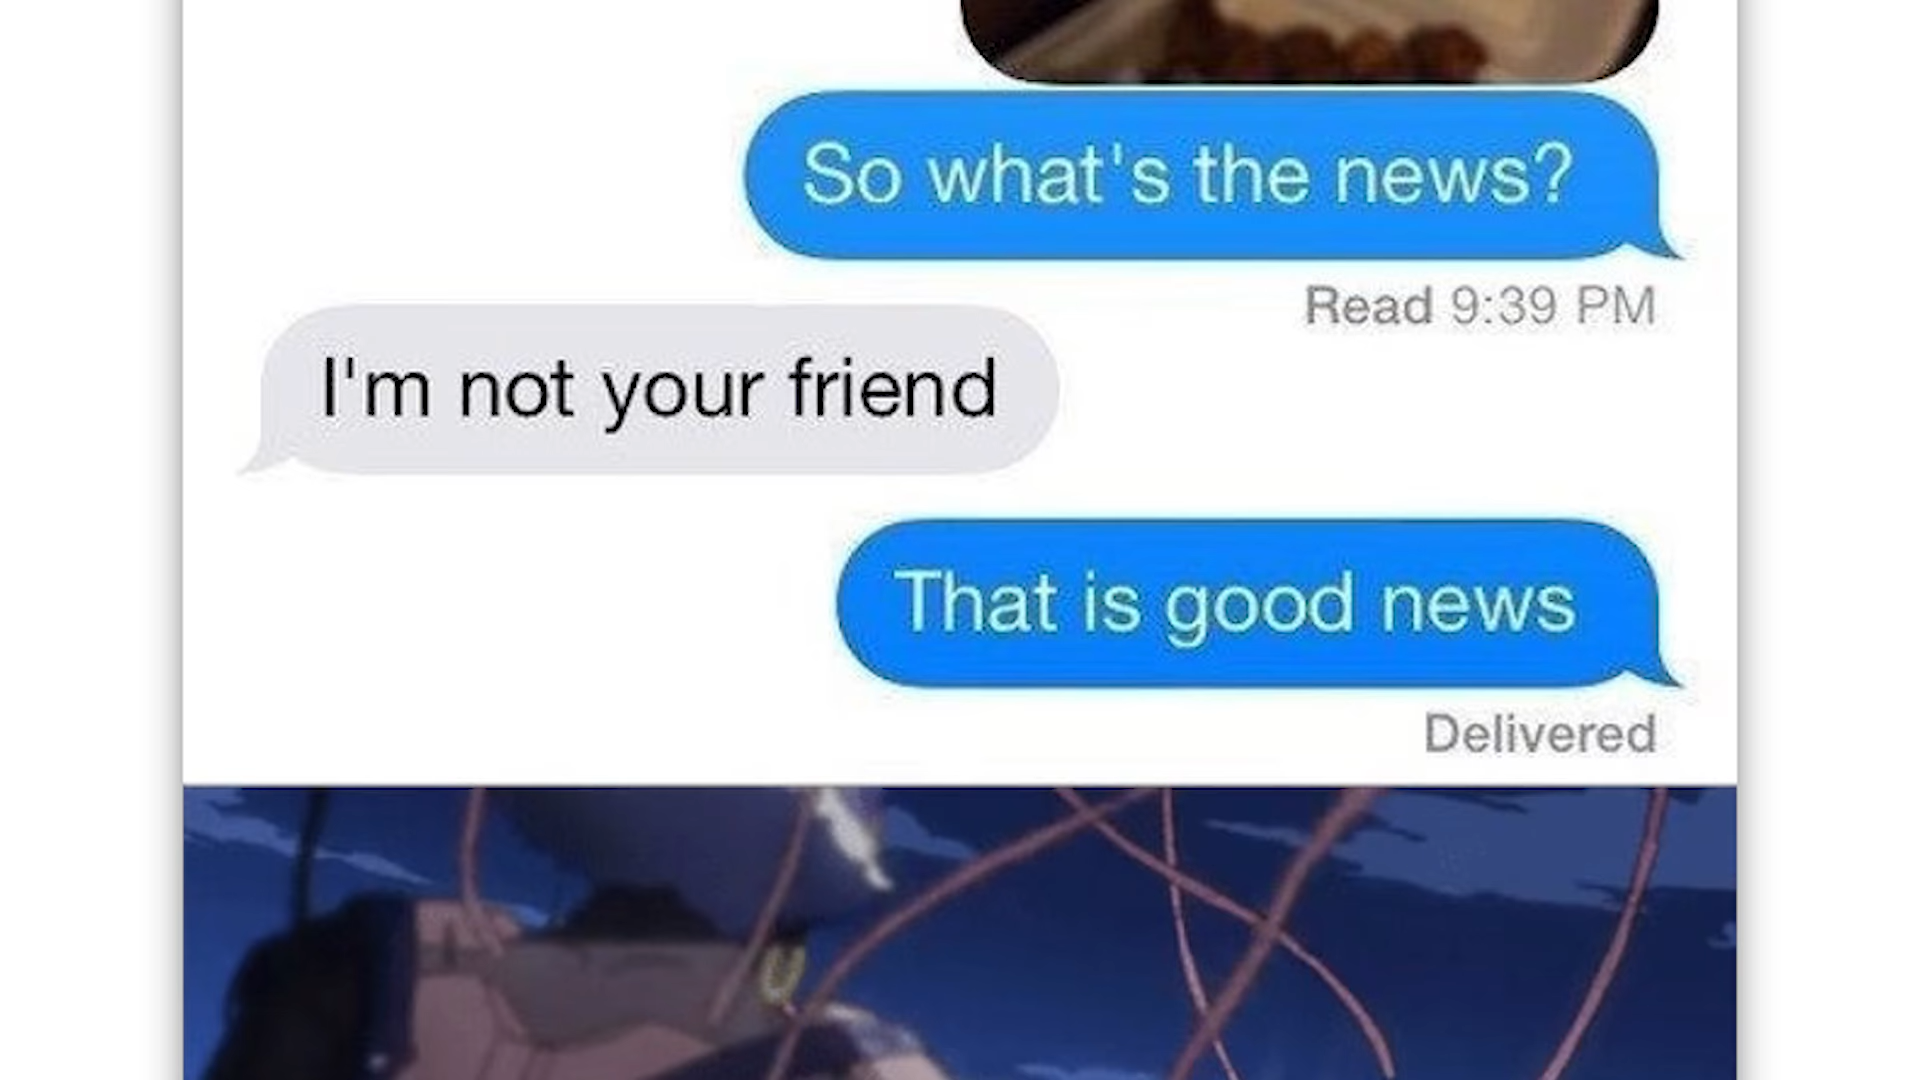 So what's the news?
Read 9:39 PM
I'm not your friend
That is good news
Delivered